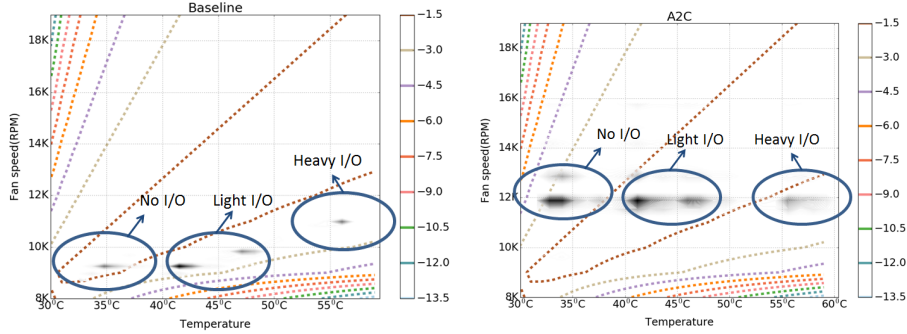 Baseline
18K
16K
14K
12K
10K
8K
Fan speed(RPM)
No I/O
Light I/O
Heavy I/O
30°C
35°C
40°C
45°C
50°C
55°C
Temperature
−1.5
−3.0
−4.5
−6.0
−7.5
−9.0
−10.5
−12.0
−13.5
A2C
18K
16K
14K
12K
10K
8K
Fan speed(RPM)
No I/O
Light I/O
Heavy I/O
30°C
35°C
40°C
45°C
50°C
55°C
60°C
Temperature
−1.5
−3.0
−4.5
−6.0
−7.5
−9.0
−10.5
−12.0
−13.5